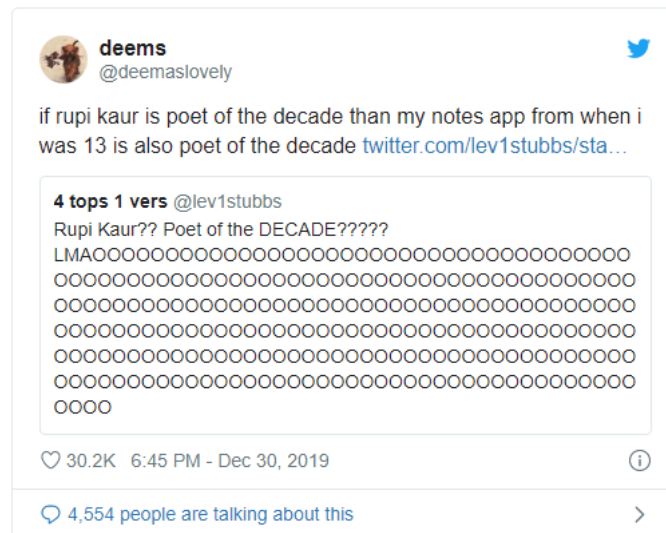 deems
@deemaslovely
if rupi kaur is poet of the decade than my notes app from when i
was 13 is also poet of the decade twitter.com/lev1stubbs/sta...
4 tops 1 vers @lev1stubbs
Rupi Kaur?? Poet of the DECADE?????
LMAOOOOOOOOOOOOOOOOOOOOOOOOOOOOOOOOOOOOO
OOOOOOOOOOOOOOOOOOOOOOOOOOOOOOOOOOOOOOOO
OOOOOOOOOOOOOOOOOOOOOOOOOOOOOOOOOOOOOOOO
OOOOOOOOOOOOOOOOOOOOOOOOOOOOOOOOOOOOOOOO
OOOOOOOOOOOOOOOOOOOOOOOOOOOOOOOOOOOOOOOO
OOOOOOOOOOOOOOOOOOOOOOOOOOOOOOOOOOOOOOOO
OOOO
30.2K 6:45 PM - Dec 30, 2019
4,554 people are talking about this